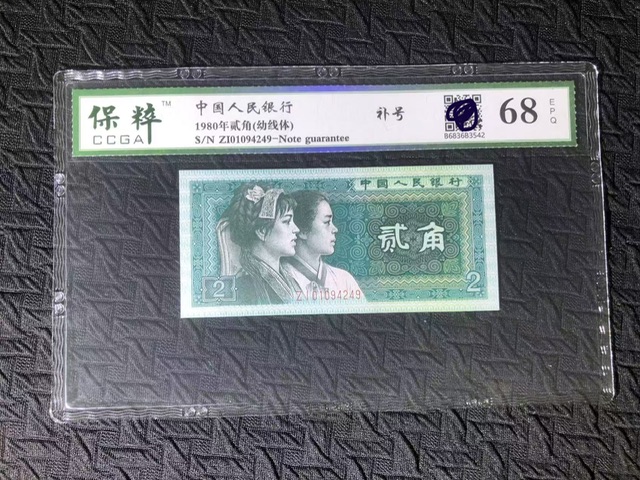 保粹™
CCGA
中国人民银行
1980年贰角(幼线体)
S/N ZI01094249-Note guarantee
补号
B683683542
68
EPQ
中国人民银行
贰角
2
ZI01094249
2